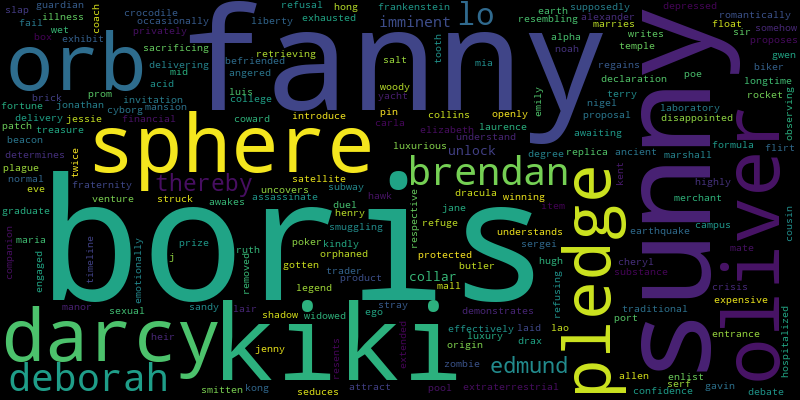 slap
guardian
crocodile
refusal
hong
frankenstein
earth
supposedly
depressed
fail
illness
coach
occasionally
liberty
exhausted
imminent
lo
resembling
alexander
romantically
wet
privately
fanny
marries
float
somehow
box
exhibit
sacrificing
befriended
retrieving
salt
tooth
alpha
writes
sir
proposes
orb
delivering
angered
mia
noah
temple
gwen
mid
acid
woody
regains
poe
biker
prom
luis
yacht
emily
declaration
longtime
fortune
invitation
college
pin
collins
openly
terry
rocket
brick
jonathan
cyborg
mansion
introduce
nigel
laboratory
observing
delivery
jessie
financial
coward
carla
laurence
proposal
disappointed
patch
treasure
elizabeth
understand
awaiting
sunny
beacon
sphere
luxurious
unlock
degree
replica
ancient
formula
flirt
determines
twice
satellite
brendan
marshall
plague
thereby
subway
hawk
kent
highly
normal
eve
fraternity
uncovers
assassinate
dracula
winning
pledge
merchant
venture
struck
awakes
duel
respective
jane
item
oliver
cousin
graduate
henry
refuge
campus
boris
smuggling
understands
earthquake
maria
prize
ruth
poker
kindly
sergei
mate
companion
engaged
timeline
emotionally
j
removed
orphaned
protected
hugh
cheryl
gotten
trader
butler
substance
crisis
product
collar
refusing
expensive
legend
mall
traditional
manor
sexual
sandy
lair
stray
demonstrates
port
entrance
hospitalized
darcy
shadow
widowed
ego
kiki
effectively
laid
lao
heir
origin
luxury
drax
jenny
resents
extended
zombie
edmund
deborah
allen
enlist
gavin
smitten
kong
seduces
attract
pool
extraterrestrial
serf
confidence
debate